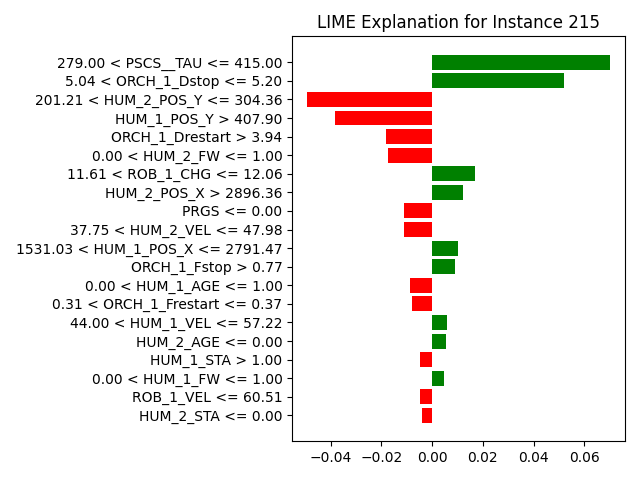 LIME Explanation for Instance 215
279.00 < PSCS__TAU <= 415.00
5.04 < ORCH_1_Dstop <= 5.20
201.21 < HUM_2_POS_Y <= 304.36
HUM_1_POS_Y > 407.90
ORCH_1_Drestart > 3.94
0.00 < HUM_2_FW <= 1.00
11.61 < ROB_1_CHG <= 12.06
HUM_2_POS_X > 2896.36
PRGS <= 0.00
37.75 < HUM_2_VEL <= 47.98
1531.03 < HUM_1_POS_X <= 2791.47
ORCH_1_Fstop > 0.77
0.00 < HUM_1_AGE <= 1.00
0.31 < ORCH_1_Frestart <= 0.37
44.00 < HUM_1_VEL <= 57.22
HUM_2_AGE <= 0.00
HUM_1_STA > 1.00
0.00 < HUM_1_FW <= 1.00
ROB_1_VEL <= 60.51
HUM_2_STA <= 0.00
−0.04 −0.02 0.00 0.02 0.04 0.06